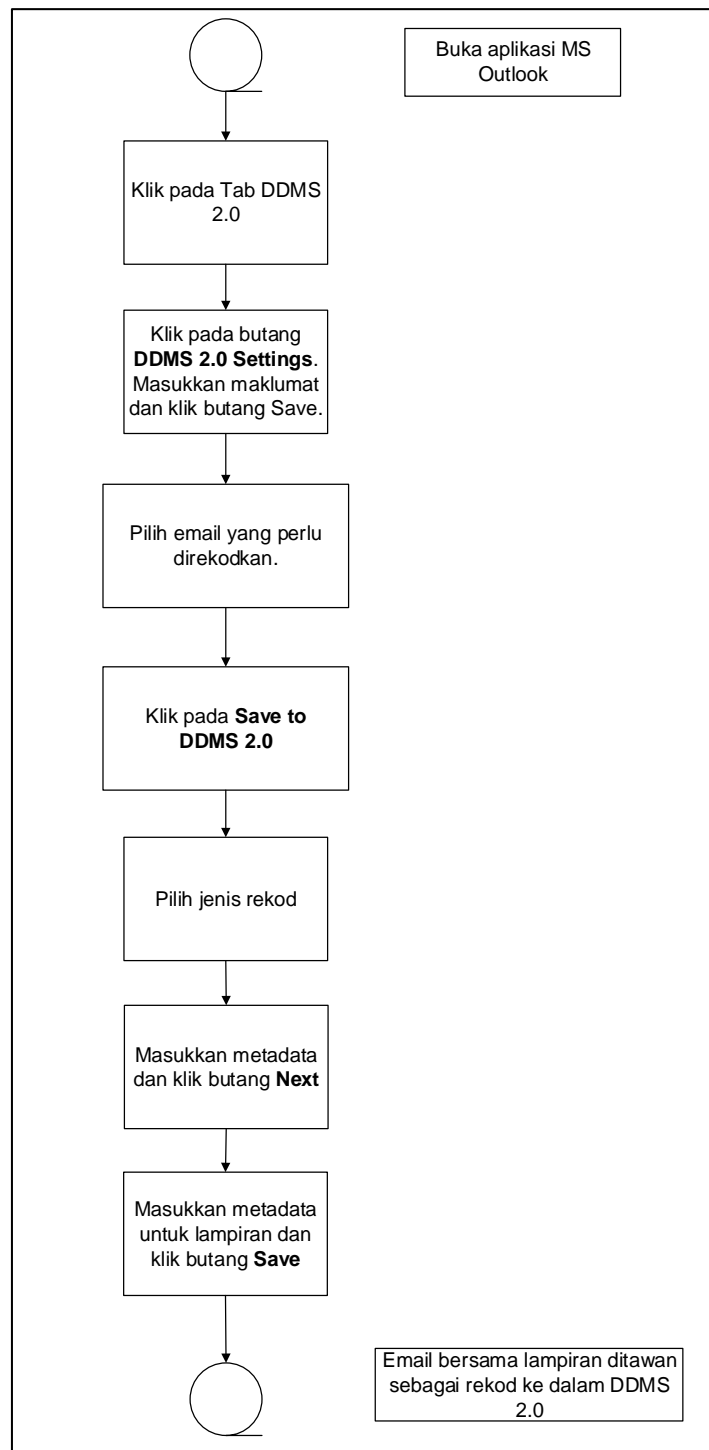 Buka aplikasi MS
Outlook
Klik pada Tab DDMS
2.0
Klik pada butang
DDMS 2.0 Settings.
Masukkan maklumat
dan klik butang Save.
Pilih email yang perlu
direkodkan.
Klik pada Save to
DDMS 2.0
Pilih jenis rekod
Masukkan metadata
dan klik butang Next
Masukkan metadata
untuk lampiran dan
klik butang Save
Email bersama lampiran ditawan
sebagai rekod ke dalam DDMS
2.0